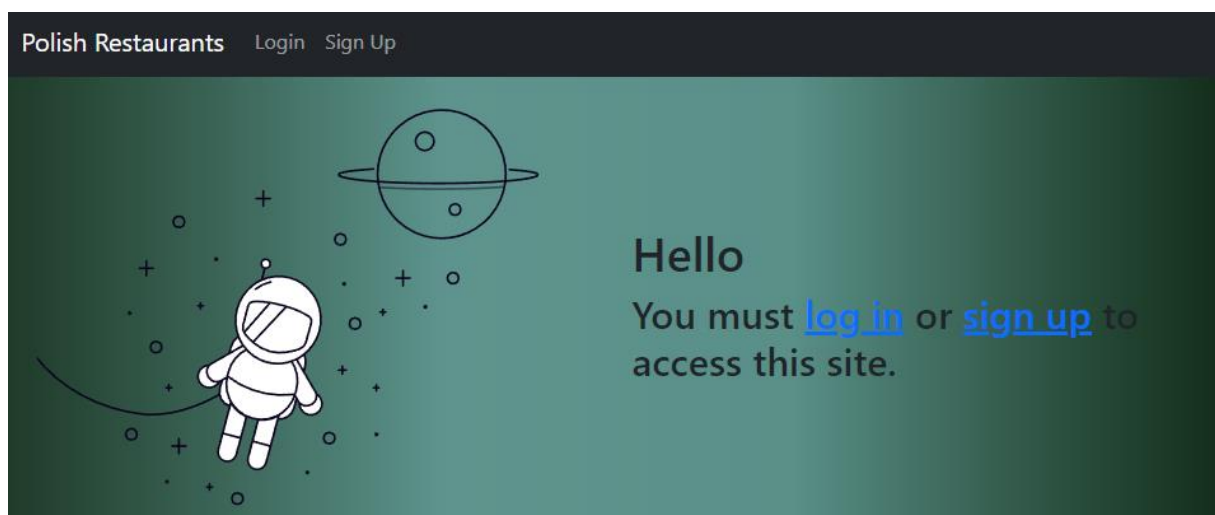 Polish Restaurants Login Sign Up
Hello
You must log in or sign up to
access this site.